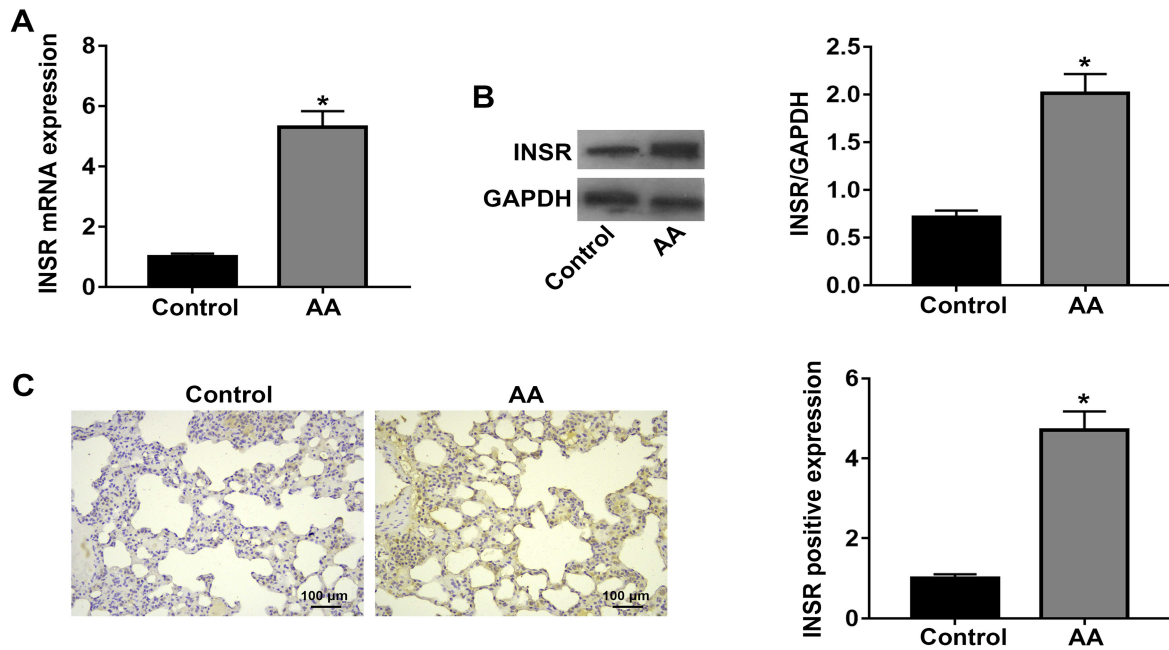 A
INSR mRNA expression
8
6
4
2
0
*
Control
AA
B
INSR
GAPDH
Control
AA
INSR/GAPDH
2.5
2.0
1.5
1.0
0.5
0.0
*
Control
AA
C
Control
AA
100 µm
100 µm
INSR positive expression
6
4
2
0
*
Control
AA